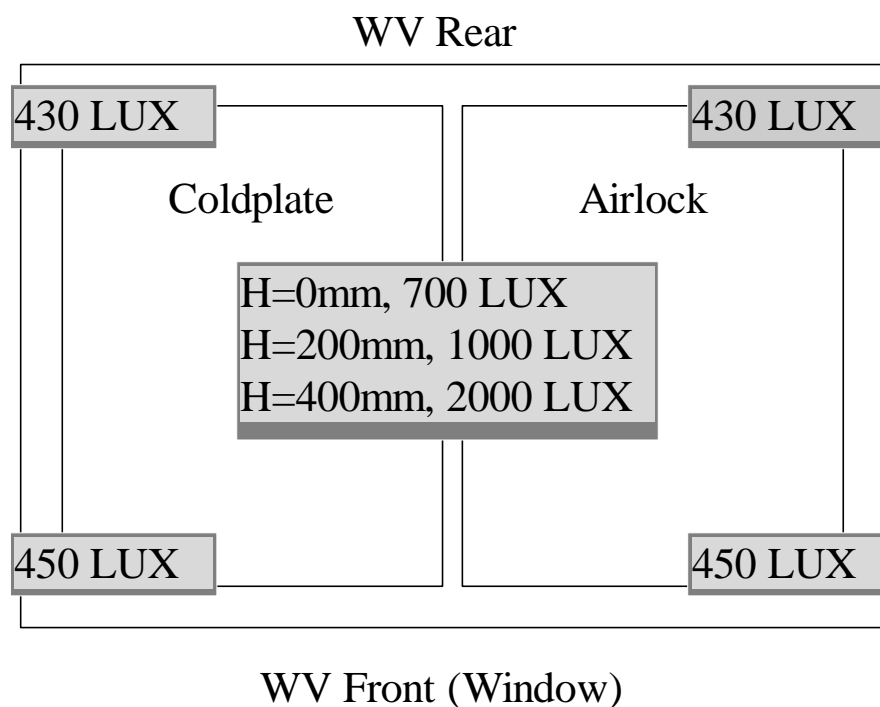 WV Rear
430 LUX
430 LUX
Coldplate
Airlock
H=0mm, 700 LUX
H=200mm, 1000 LUX
H=400mm, 2000 LUX
450 LUX
450 LUX
WV Front (Window)